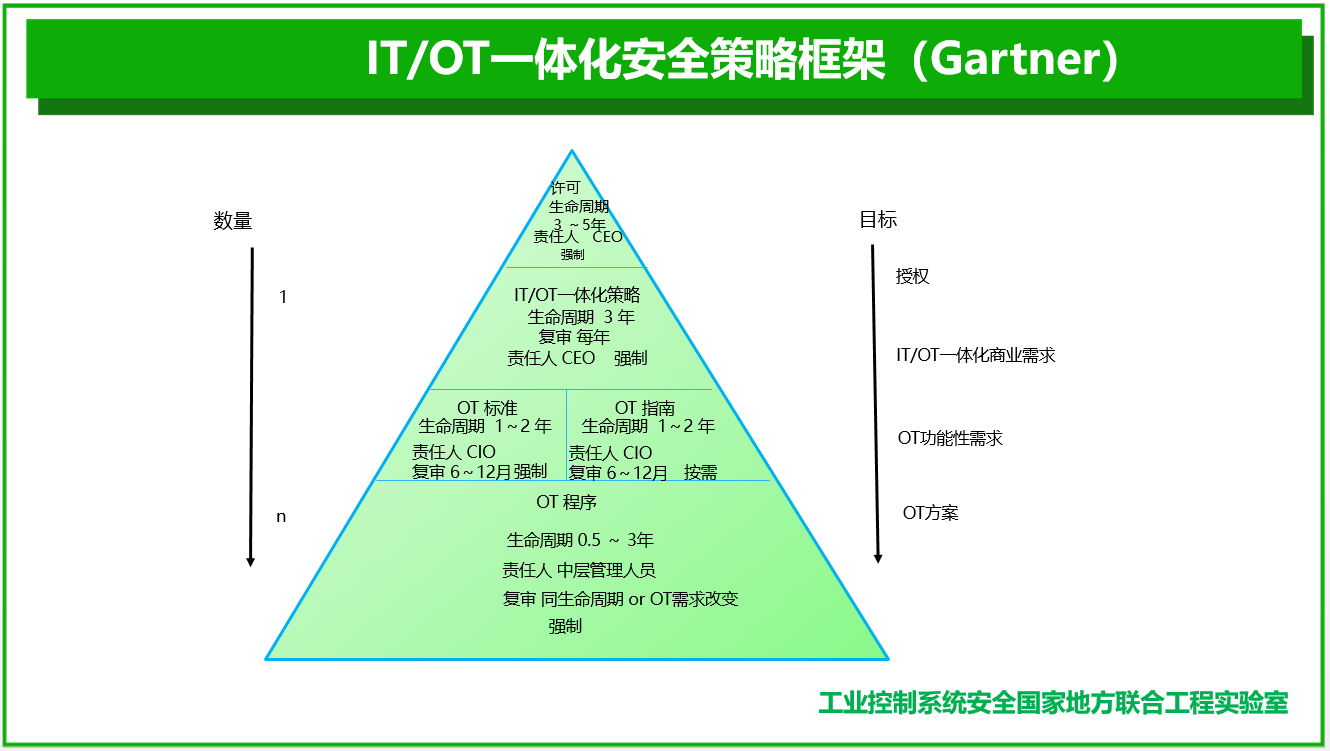 IT/OT一体化安全策略框架（Gartner）
数量
1
n
许可
生命周期
3 ~5年
责任人 CEO
强制
IT/OT一体化策略
生命周期 3 年
复审 每年
责任人 CEO 强制
OT 标准
生命周期 1~2 年
责任人 CIO
复审 6~12月强制
OT 指南
生命周期 1~2 年
责任人 CIO
复审 6~12月 按需
OT 程序
生命周期 0.5 ~ 3年
责任人 中层管理人员
复审 同生命周期 or OT需求改变
强制
目标
授权
IT/OT一体化商业需求
OT功能性需求
OT方案
工业控制系统安全国家地方联合工程实验室